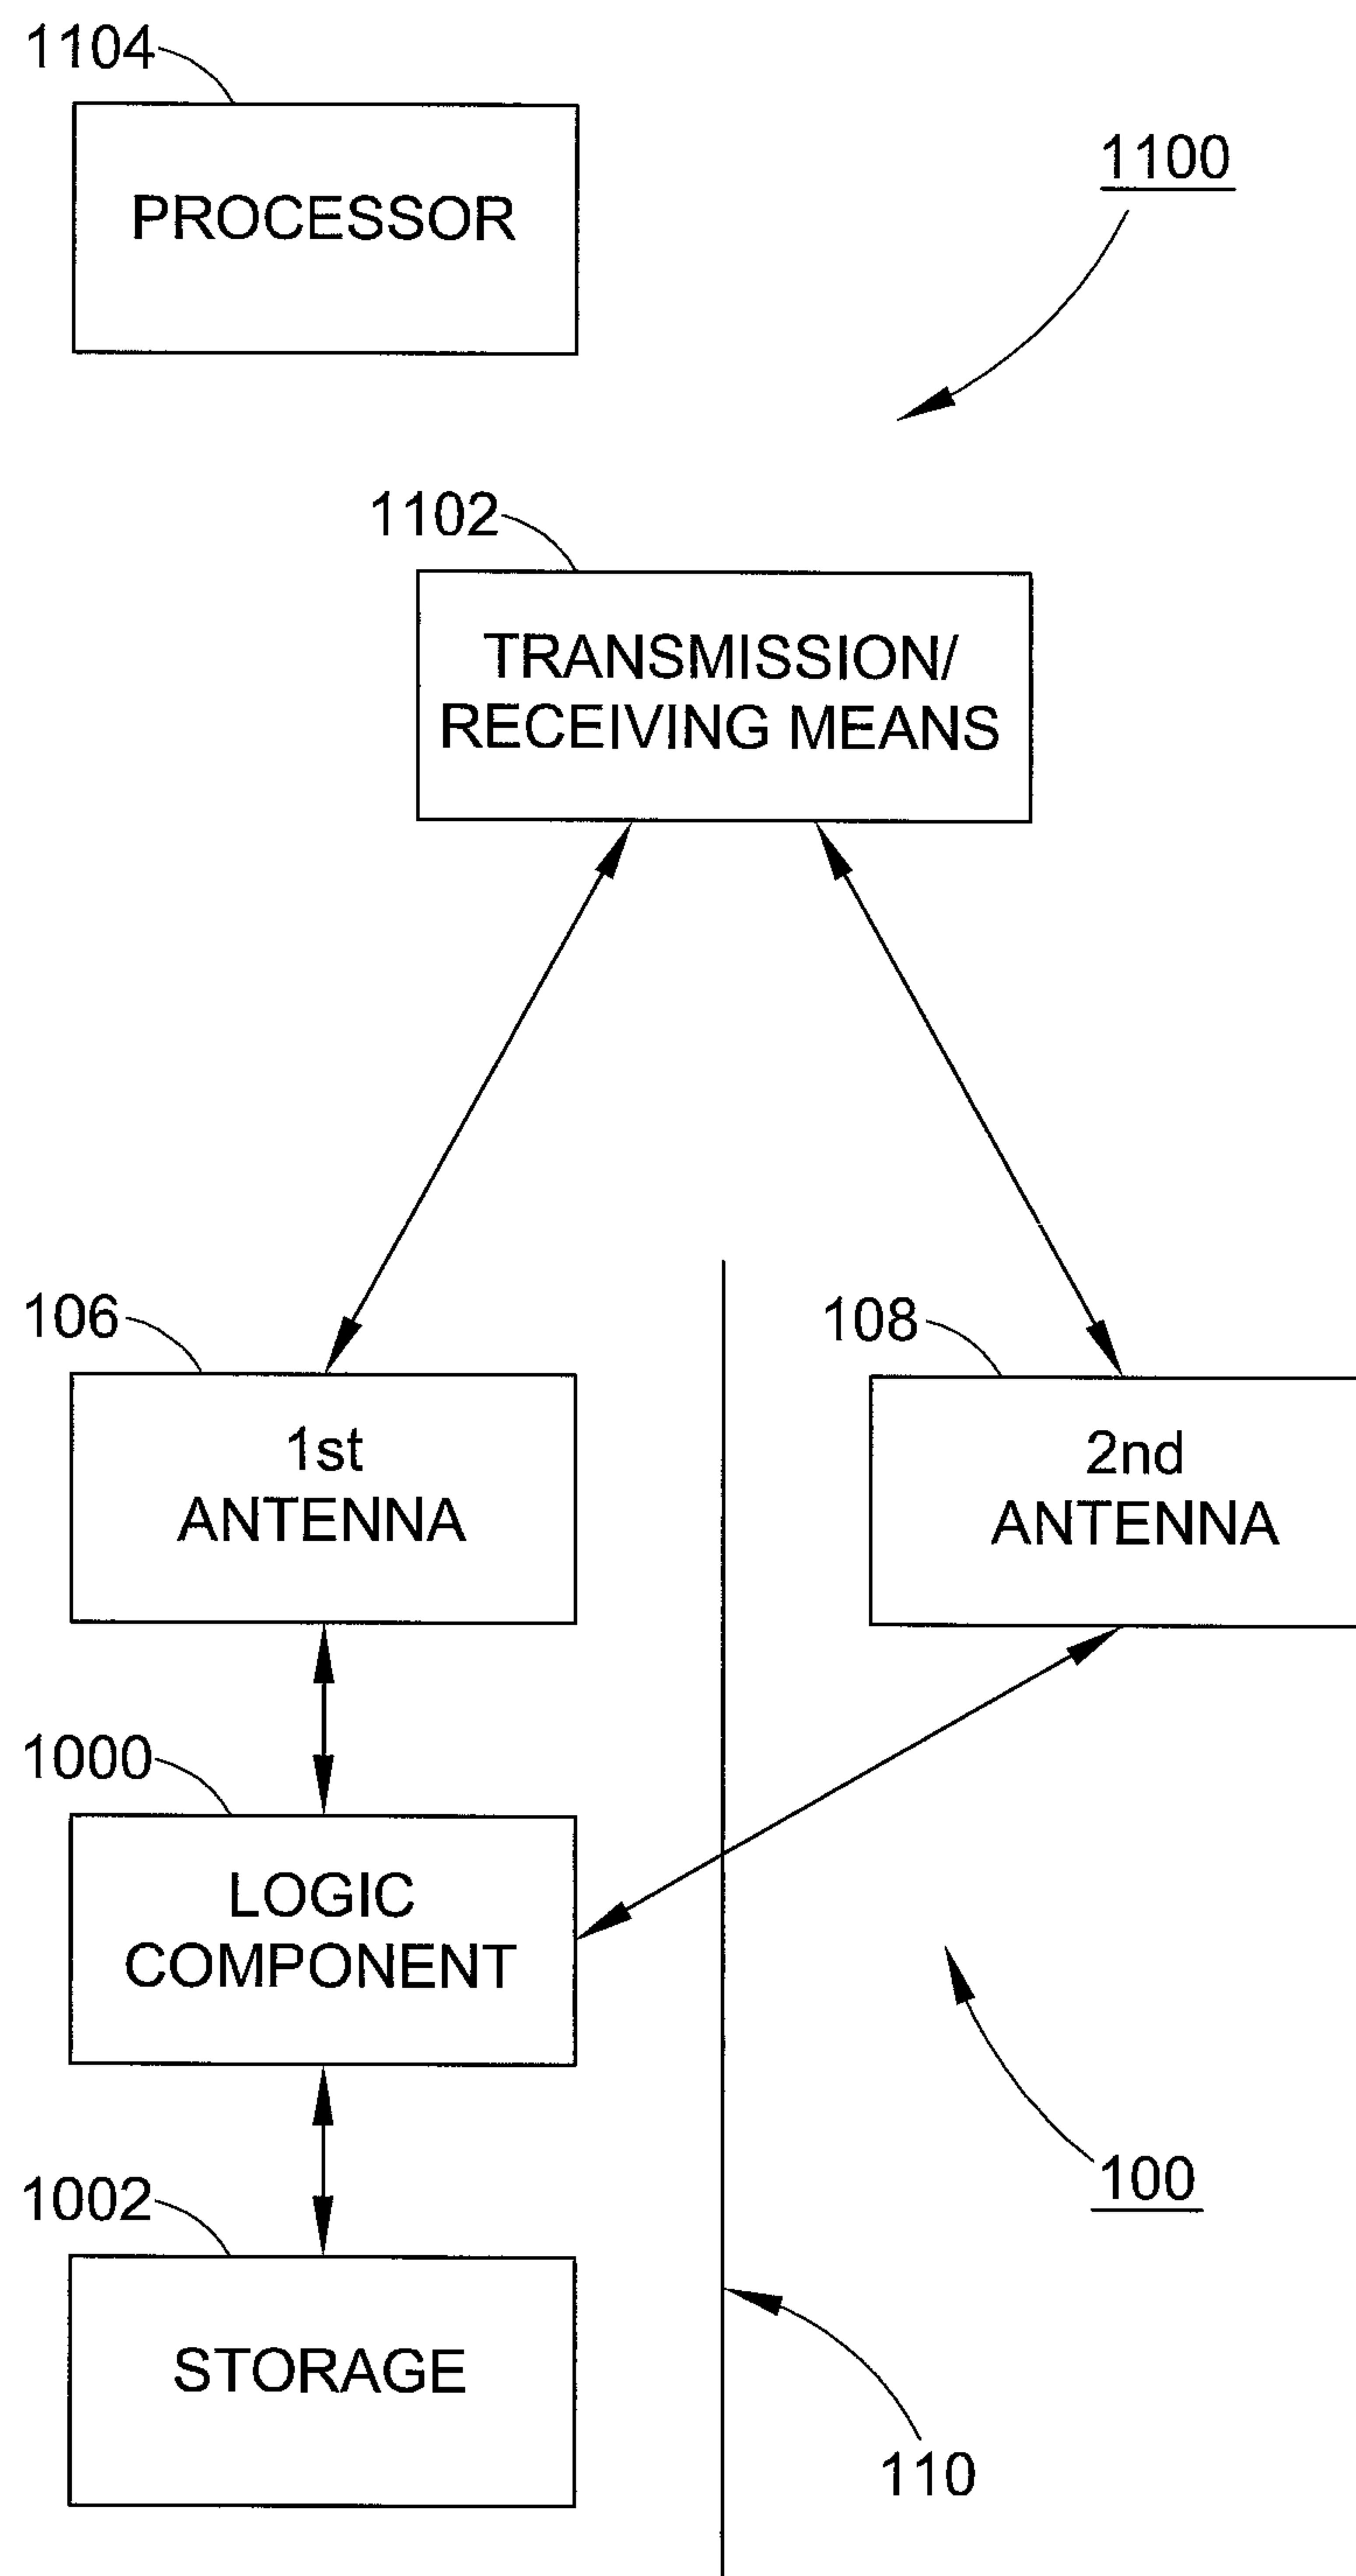 1104
PROCESSOR
1100
1102
TRANSMISSION/
RECEIVING MEANS
106
1st
ANTENNA
108
2nd
ANTENNA
1000
LOGIC
COMPONENT
100
1002
STORAGE
110